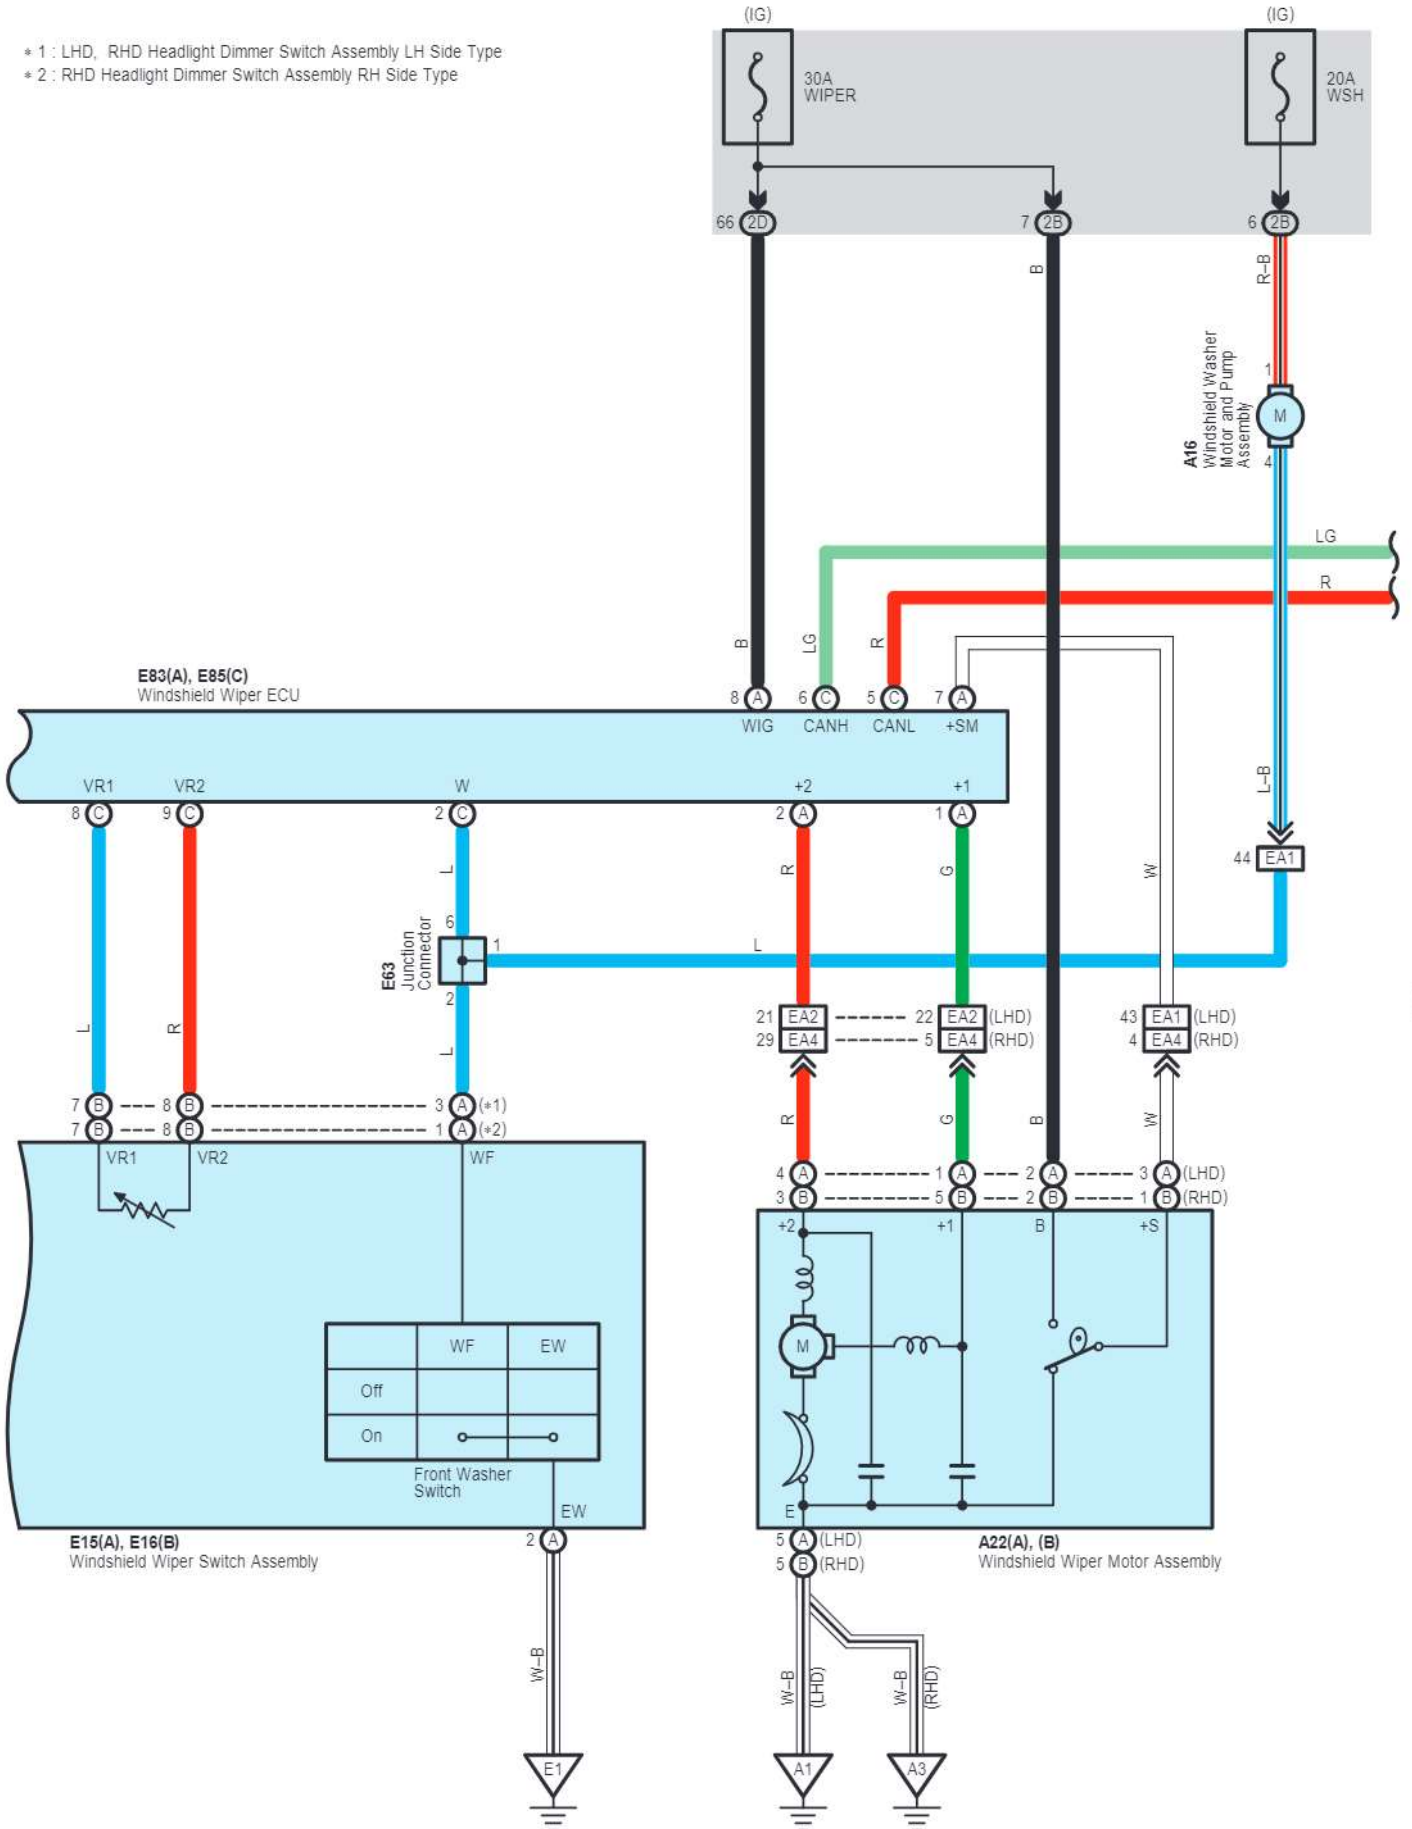 (IG) (IG)
* 1 : LHD, RHD Headlight Dimmer Switch Assembly LH Side Type
* 2 : RHD Headlight Dimmer Switch Assembly RH Side Type
30A
WIPER
20A
WSH
66 2D 7 2B 6 2B
B
R–B
1
M
4
A16
Windshield Washer
Motor and Pump
Assembly
LG
R
B LG R
E83(A), E85(C)
Windshield Wiper ECU
8 A 6 C 5 C 7 A
WIG CANH CANL +SM
VR1 VR2 W +2 +1
8 C 9 C 2 C 2 A 1 A
L–B
44 EA1
L R G W
6
1
2
E63
Junction
Connector
L
L R L
21 EA2 22 EA2 (LHD) 43 EA1 (LHD)
29 EA4 5 EA4 (RHD) 4 EA4 (RHD)
7 B 8 B 3 A (*1)
7 B 8 B 1 A (*2)
R G B W
VR1 VR2 WF
4 A 1 A 2 A 3 A (LHD)
3 B 5 B 2 B 1 B (RHD)
+2 +1 B +S
M
WF EW
Off
On
Front Washer
Switch
EW
E
2 A
5 A (LHD)
5 B (RHD)
E15(A), E16(B)
Windshield Wiper Switch Assembly
A22(A), (B)
Windshield Wiper Motor Assembly
W–B
W–B
(LHD)
W–B
(RHD)
E1 A1 A3